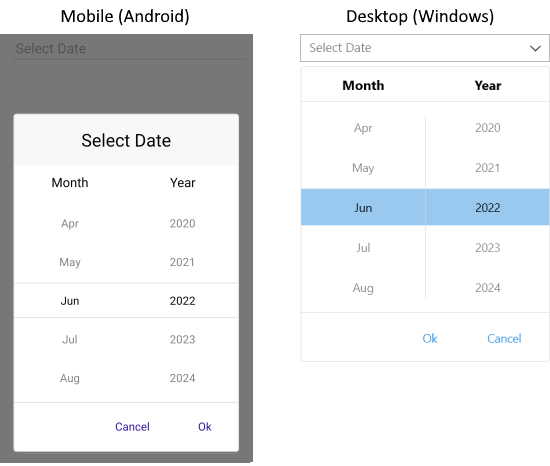 Mobile (Android)
Select Date
Select Date
Month Year
Apr 2020
May 2021
Jun 2022
Jul 2023
Aug 2024
Cancel Ok
Desktop (Windows)
Select Date
Month Year
Apr 2020
May 2021
Jun 2022
Jul 2023
Aug 2024
Ok Cancel